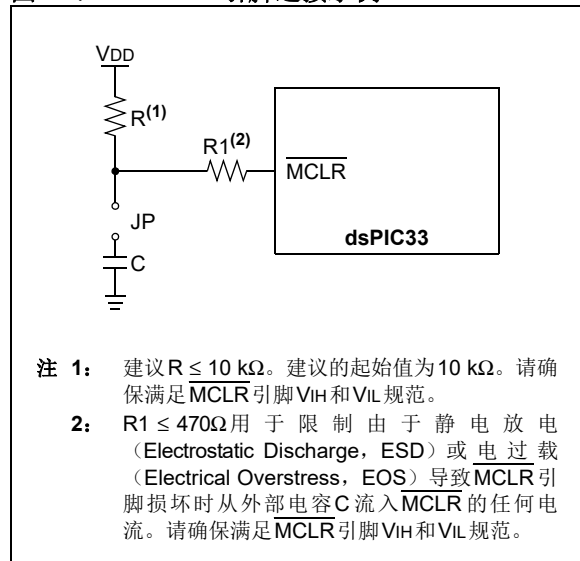 VDD
R(1)
R1(2)
MCLR
JP
C
dsPIC33
注 1： 建议R ≤ 10 kΩ。建议的起始值为10 kΩ。请确
保满足MCLR引脚VIH和VIL规范。
2： R1 ≤ 470Ω用于限制由于静电放电
（Electrostatic Discharge，ESD）或电过载
（Electrical Overstress，EOS）导致MCLR引
脚损坏时从外部电容C流入MCLR的任何电
流。请确保满足MCLR引脚VIH和VIL规范。